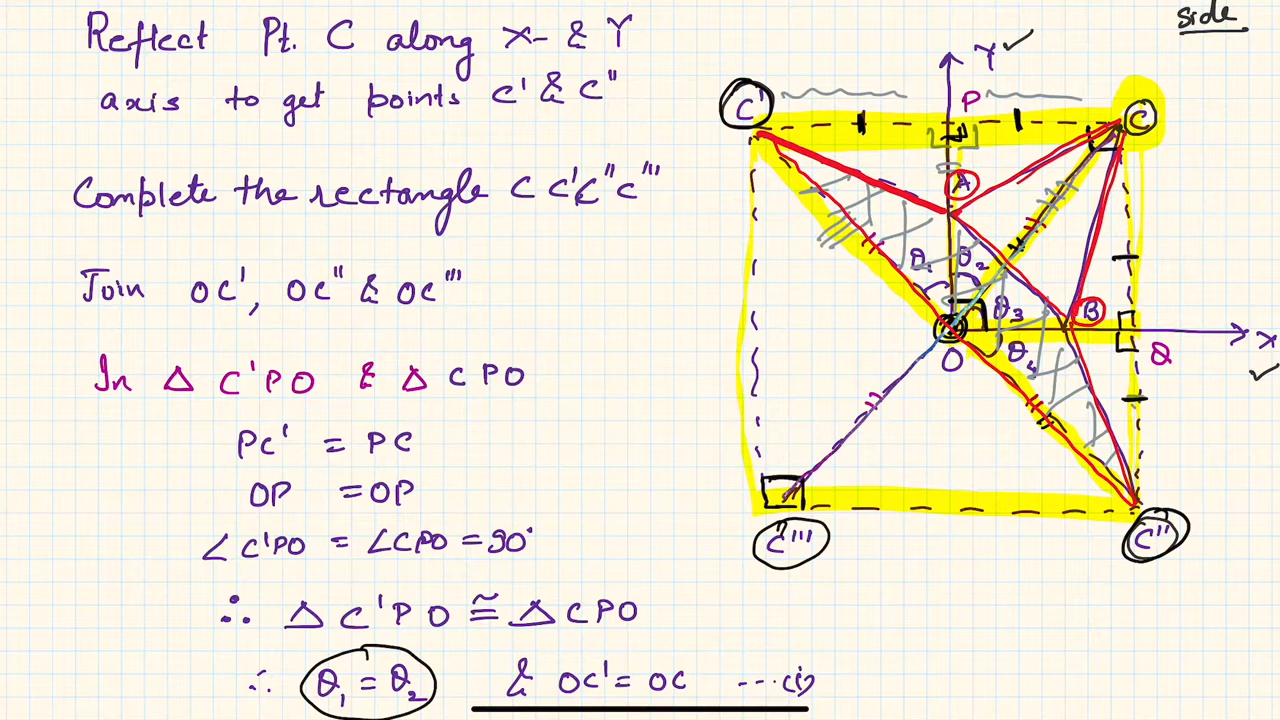 Reflect Pt. C along X- & Y
axis to get points C' & C"
Complete the rectangle C C' C" C'''
Join OC', OC" & OC'''
In Δ C'PO & Δ CPO
PC' = PC
OP = OP
∠C'PO = ∠CPO = 90°
∴ Δ C'PO ≅ Δ CPO
∴ θ₁ = θ₂ & OC' = OC ---(i)
side
Y
C' P C
A
θ₁ θ₂
θ₃ B
O θ₄ Q X
C''' C"